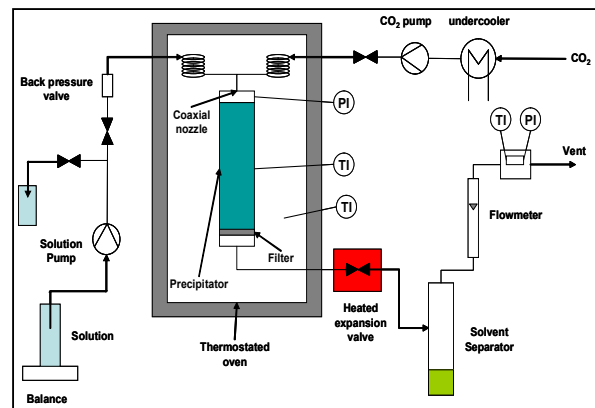 CO₂ pump
undercooler
CO₂
Back pressure
valve
Coaxial
nozzle
PI
TI
PI
Vent
TI
TI
Flowmeter
Solution
Pump
Precipitator
Filter
Heated
expansion
valve
Solution
Thermostated
oven
Solvent
Separator
Balance